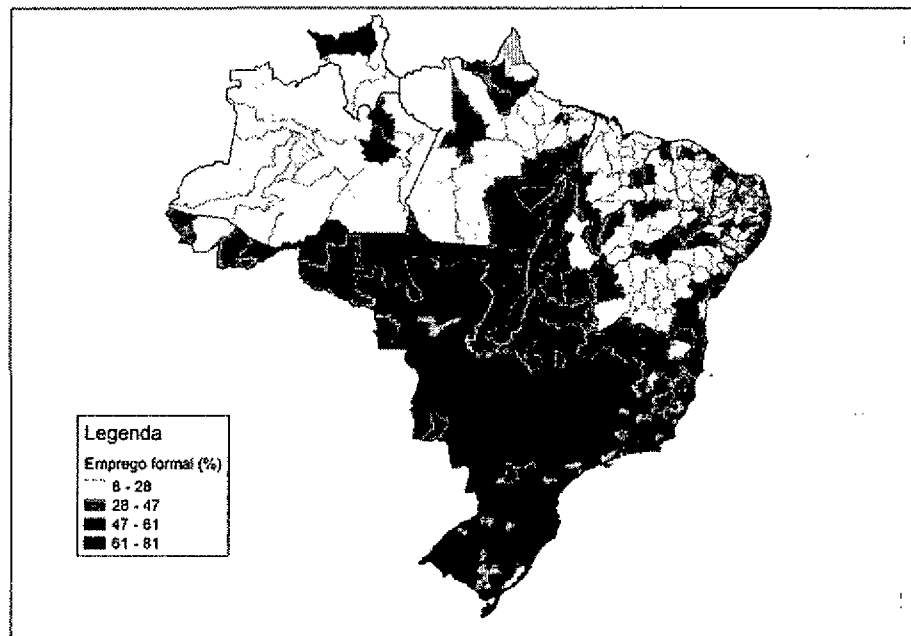 Legenda
Emprego formal (%)
6 - 28
28 - 47
47 - 61
61 - 81